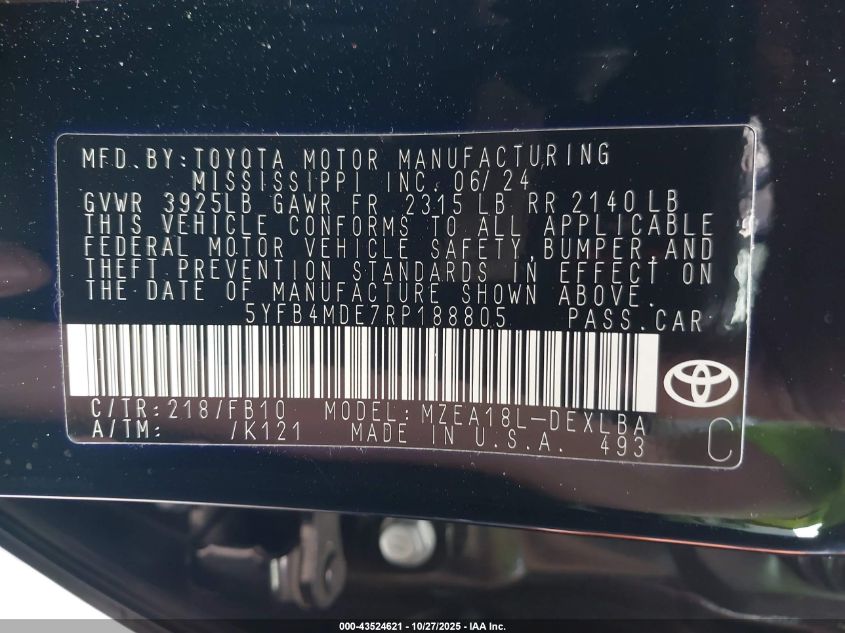 MFD. BY: TOYOTA MOTOR MANUFACTURING
MISSISSIPPI INC. 06/24
GVWR 3925LB GAWR FR 2315 LB RR 2140 LB
THIS VEHICLE CONFORMS TO ALL APPLICABLE
FEDERAL MOTOR VEHICLE SAFETY, BUMPER, AND
THEFT PREVENTION STANDARDS IN EFFECT ON
THE DATE OF MANUFACTURE SHOWN ABOVE.
5YFB4MDE7RP188805 PASS. CAR
C/TR: 218/FB10 MODEL: MZEA18L-DEXLBA
A/TM: /K121 MADE IN U.S.A. 493 C
000-43524621 - 10/27/2025 - IAA Inc.